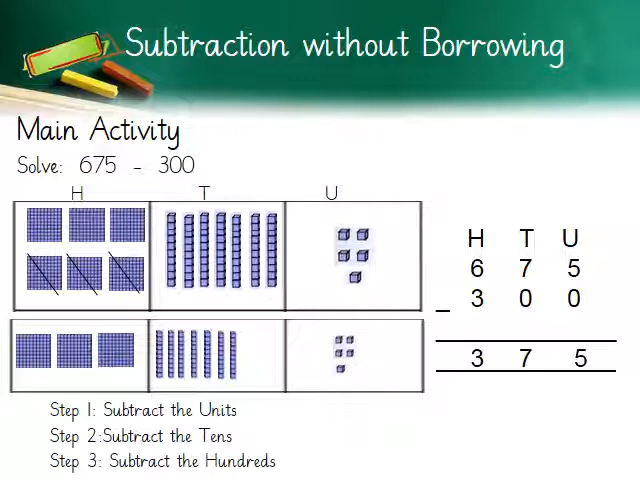 Subtraction without Borrowing
Main Activity
Solve: 675 - 300
H T U
H T U
6 7 5
- 3 0 0
3 7 5
Step 1: Subtract the Units
Step 2:Subtract the Tens
Step 3: Subtract the Hundreds